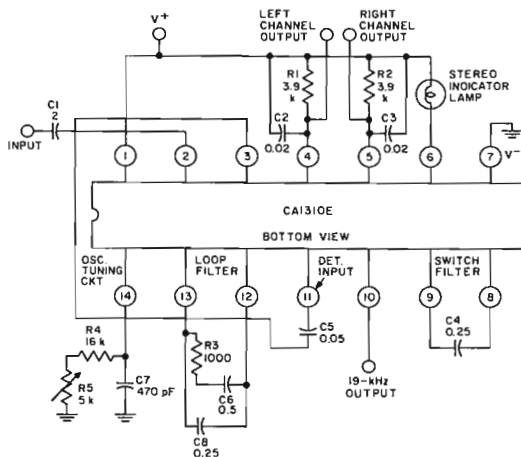 V+
LEFT CHANNEL OUTPUT
RIGHT CHANNEL OUTPUT
C1
2
INPUT
R1
3.9
k
R2
3.9
k
STEREO
INDICATOR
LAMP
C2
0.02
C3
0.02
1
2
3
4
5
6
7
V-
CA1310E
BOTTOM VIEW
OSC.
TUNING
CKT
LOOP
FILTER
DET.
INPUT
SWITCH
FILTER
14
13
12
11
10
9
8
R4
16 k
R5
5 k
C7
470 pF
R3
1000
C6
0.5
C8
0.25
C5
0.05
C4
0.25
19-kHz
OUTPUT